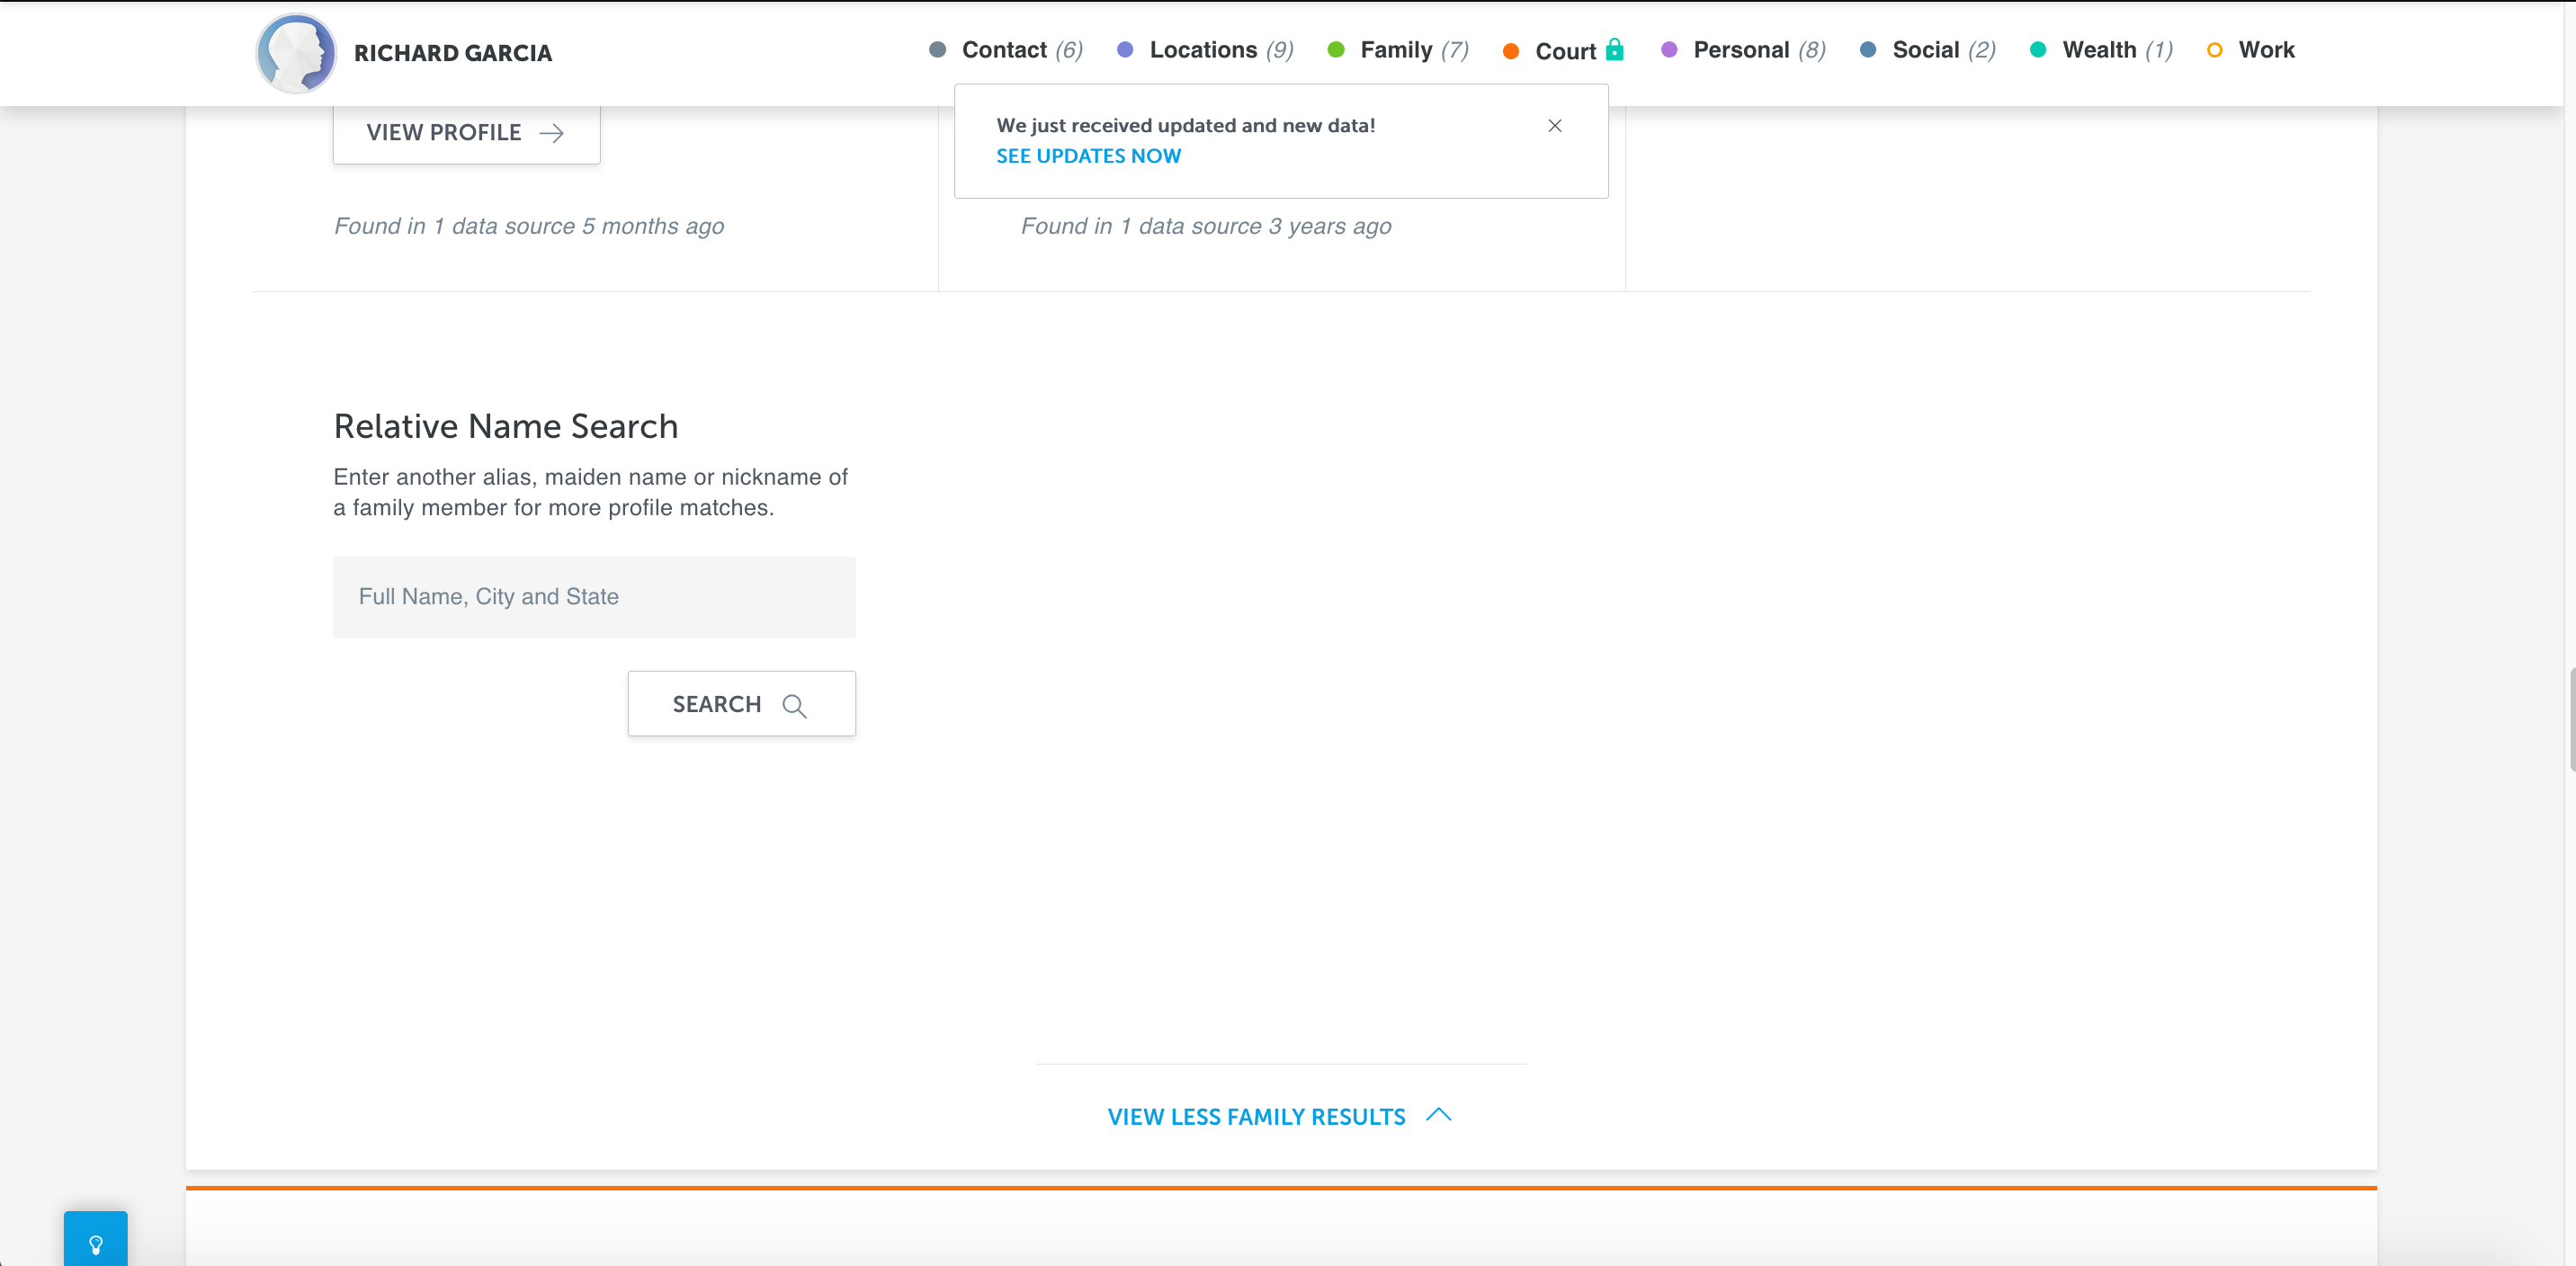 RICHARD GARCIA
Contact (6) Locations (9) Family (7) Court Personal (8) Social (2) Wealth (1) Work
VIEW PROFILE
We just received updated and new data!
SEE UPDATES NOW
Found in 1 data source 5 months ago
Found in 1 data source 3 years ago
Relative Name Search
Enter another alias, maiden name or nickname of
a family member for more profile matches.
Full Name, City and State
SEARCH
VIEW LESS FAMILY RESULTS